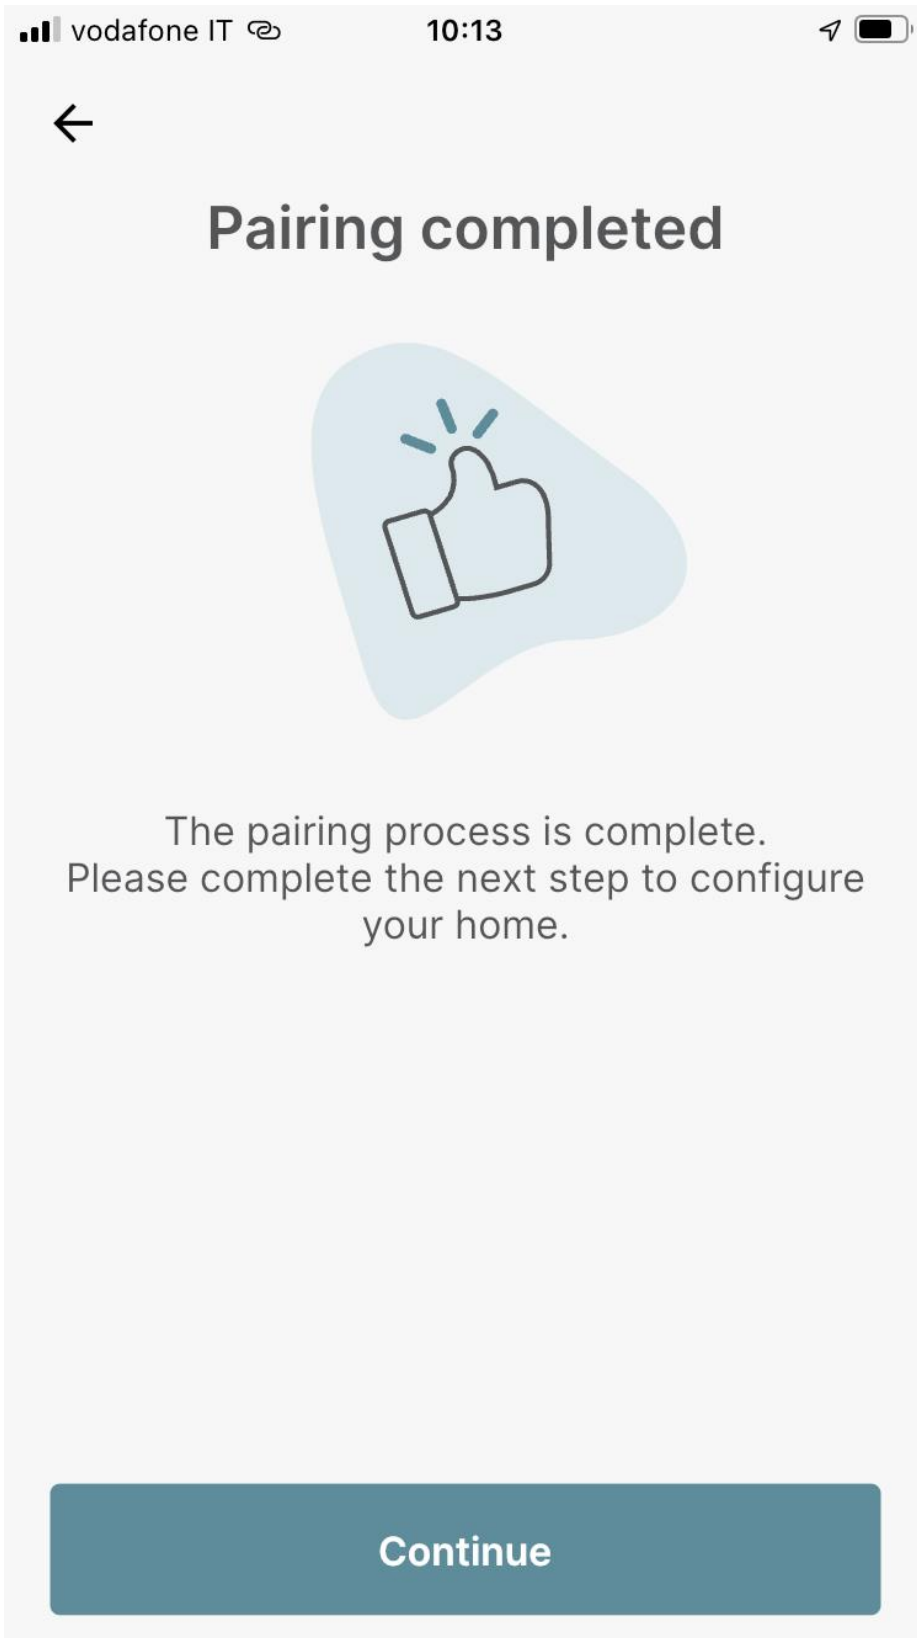 vodafone IT 10:13
Pairing completed
The pairing process is complete.
Please complete the next step to configure
your home.
Continue